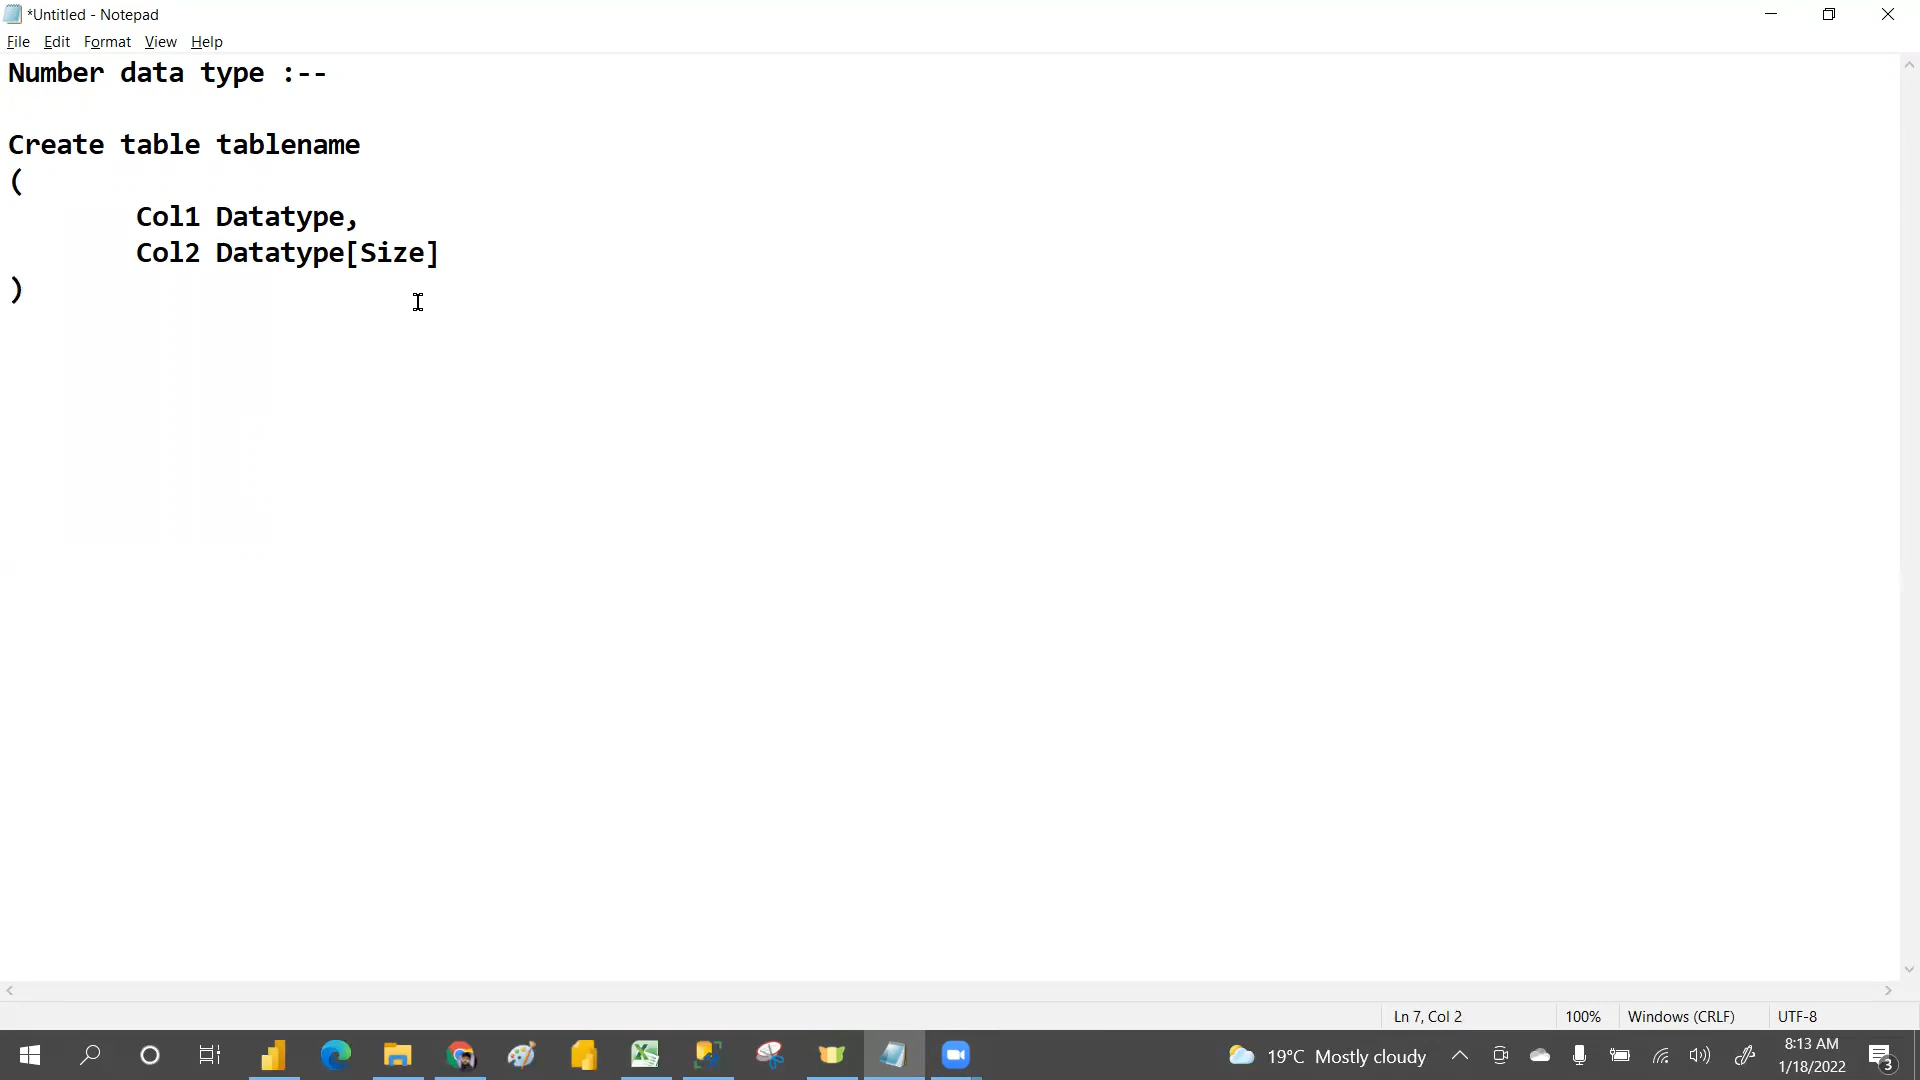 *Untitled - Notepad
File Edit Format View Help
Number data type :--
Create table tablename
(
Col1 Datatype,
Col2 Datatype[Size]
)
Ln 7, Col 2 100% Windows (CRLF) UTF-8
19°C Mostly cloudy
8:13 AM
1/18/2022
3